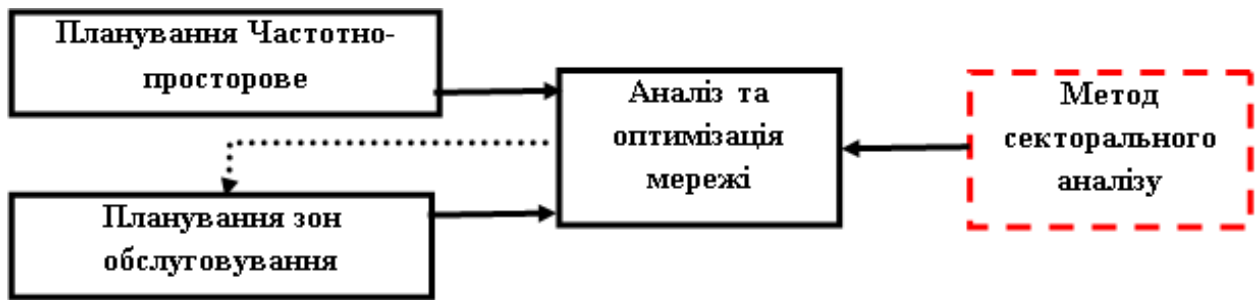 Планування Частотно-
просторове
Аналіз та
оптимізація
мережі
Метод
секторального
аналізу
Планування зон
обслуговування